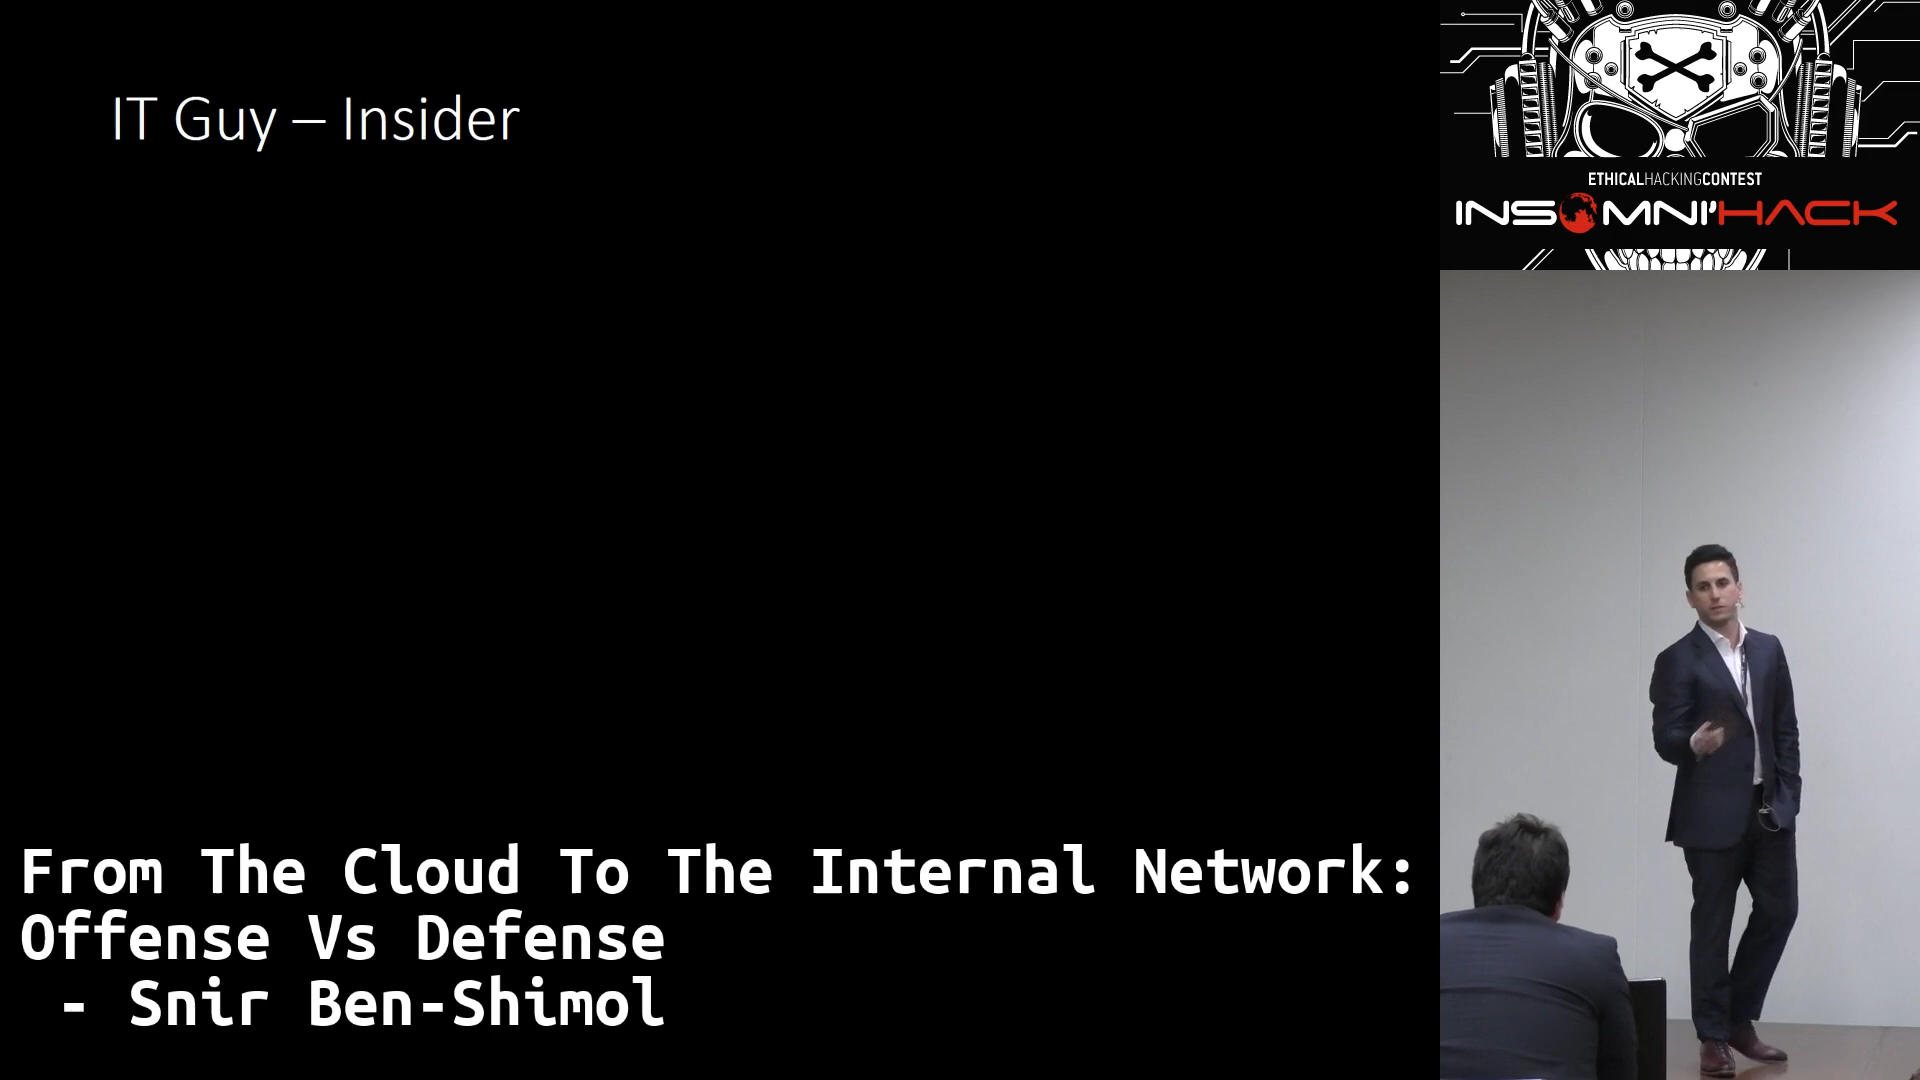 IT Guy – Insider
ETHICALHACKINGCONTEST
INSOMNI'HACK
From The Cloud To The Internal Network:
Offense Vs Defense
- Snir Ben-Shimol